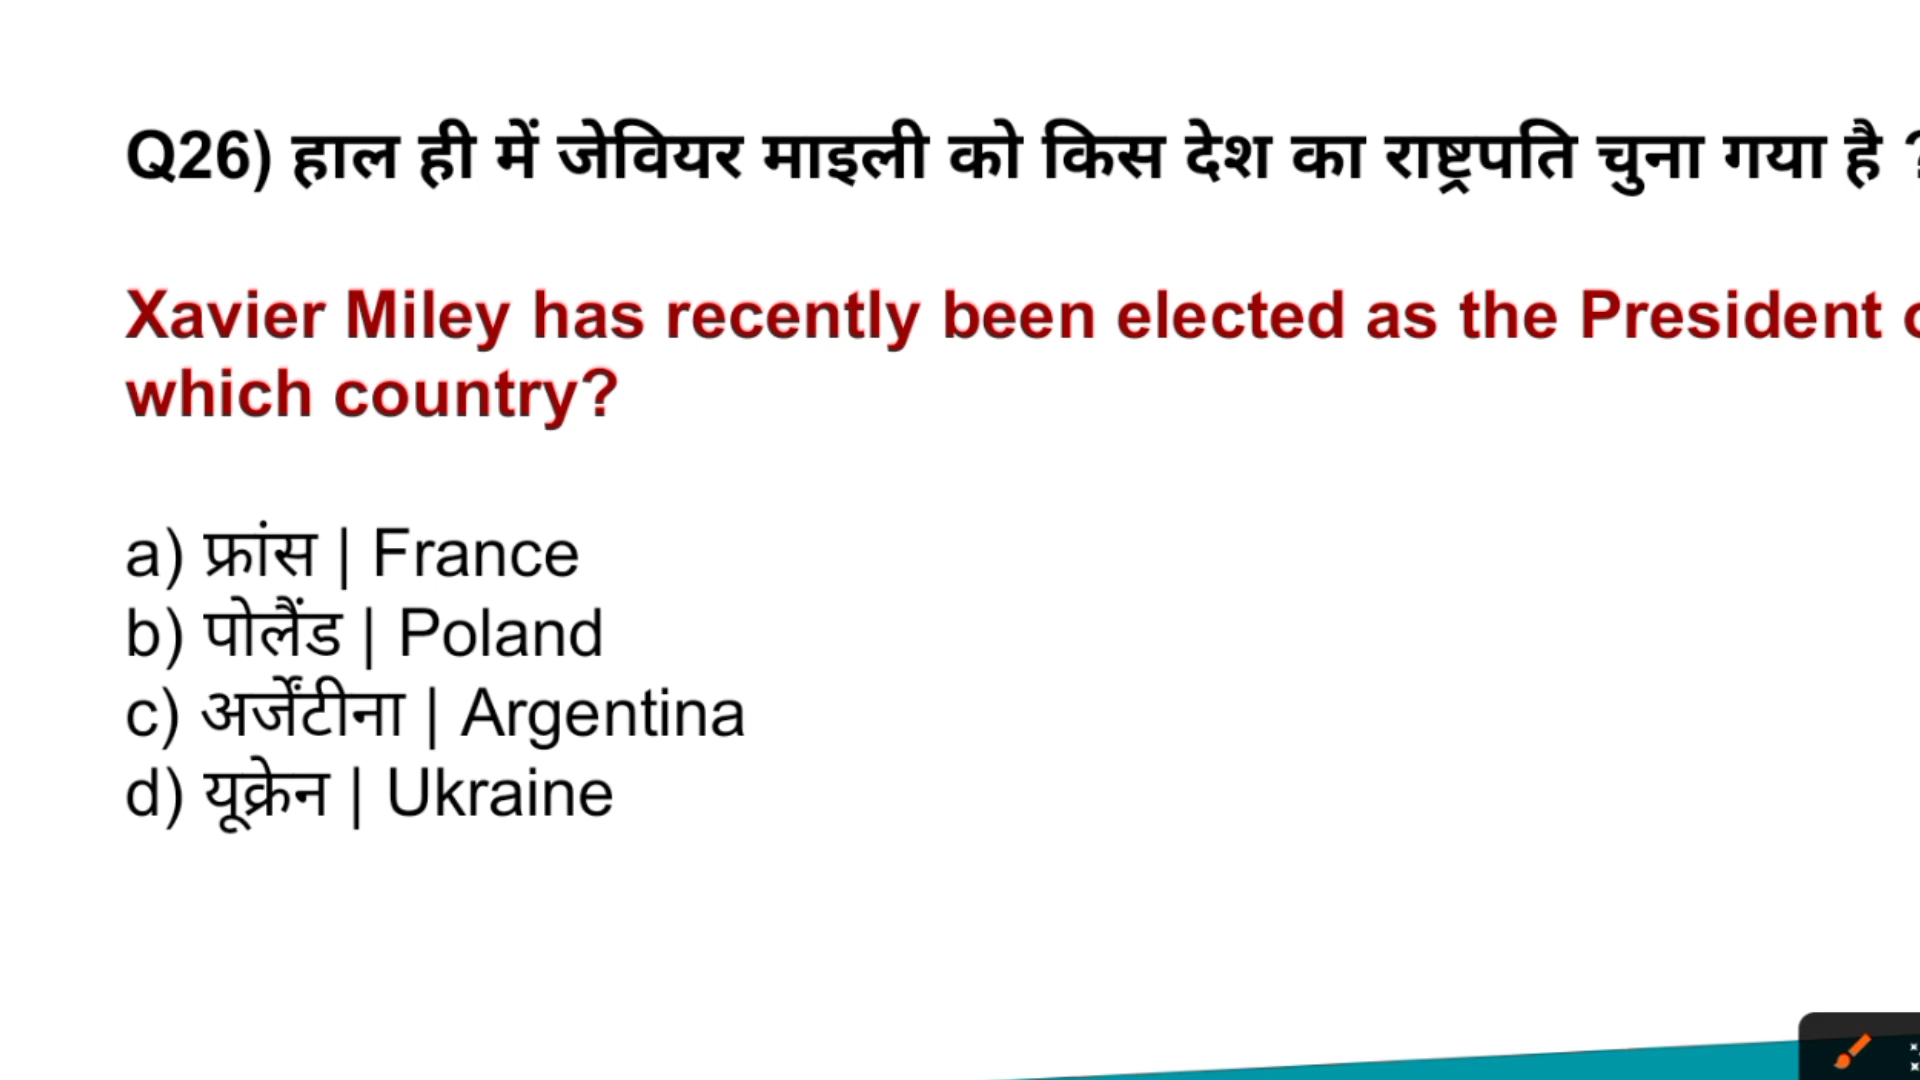 Q26) हाल ही में जेवियर माइली को किस देश का राष्ट्रपति चुना गया है ?
Xavier Miley has recently been elected as the President
which country?
a) फ्रांस | France
b) पोलैंड | Poland
c) अर्जेंटीना | Argentina
d) यूक्रेन | Ukraine